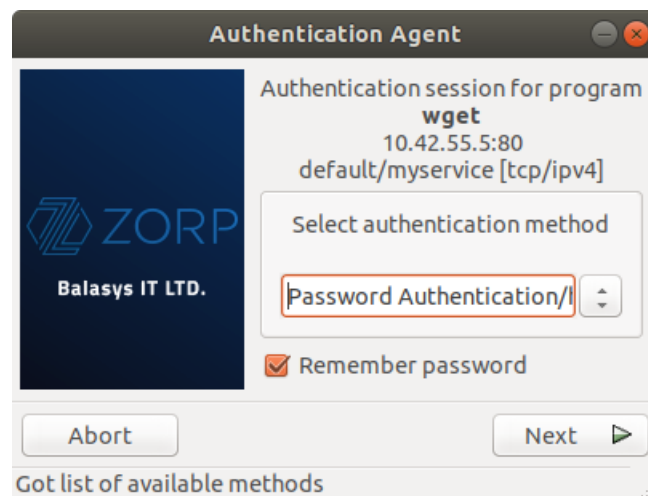 Authentication Agent
Authentication session for program
wget
10.42.55.5:80
default/myservice [tcp/ipv4]
ZORP
Balasys IT LTD.
Select authentication method
Password Authentication/
Remember password
Abort
Next
Got list of available methods